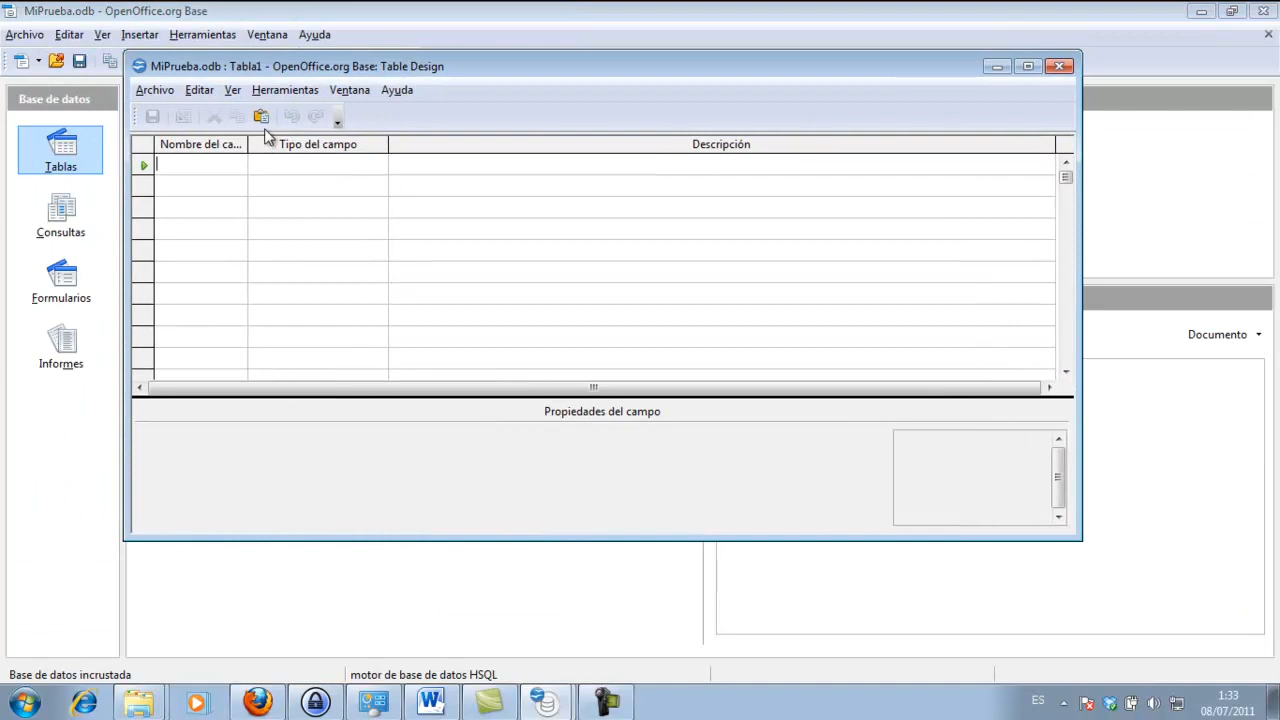 MiPrueba.odb - OpenOffice.org Base
Archivo Editar Ver Insertar Herramientas Ventana Ayuda
MiPrueba.odb : Tabla1 - OpenOffice.org Base: Table Design
Archivo Editar Ver Herramientas Ventana Ayuda
Base de datos
Tablas
Consultas
Formularios
Informes
Nombre del ca... Tipo del campo Descripción
Propiedades del campo
Documento
Base de datos incrustada motor de base de datos HSQL
ES 1:33
08/07/2011